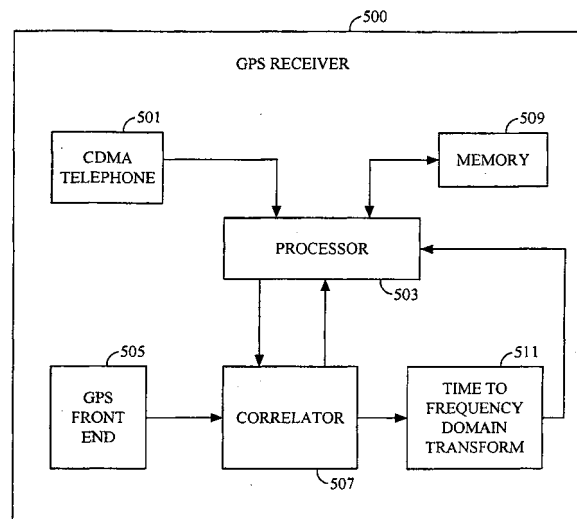 500
GPS RECEIVER
501
CDMA
TELEPHONE
509
MEMORY
PROCESSOR
503
505
GPS
FRONT
END
CORRELATOR
507
511
TIME TO
FREQUENCY
DOMAIN
TRANSFORM